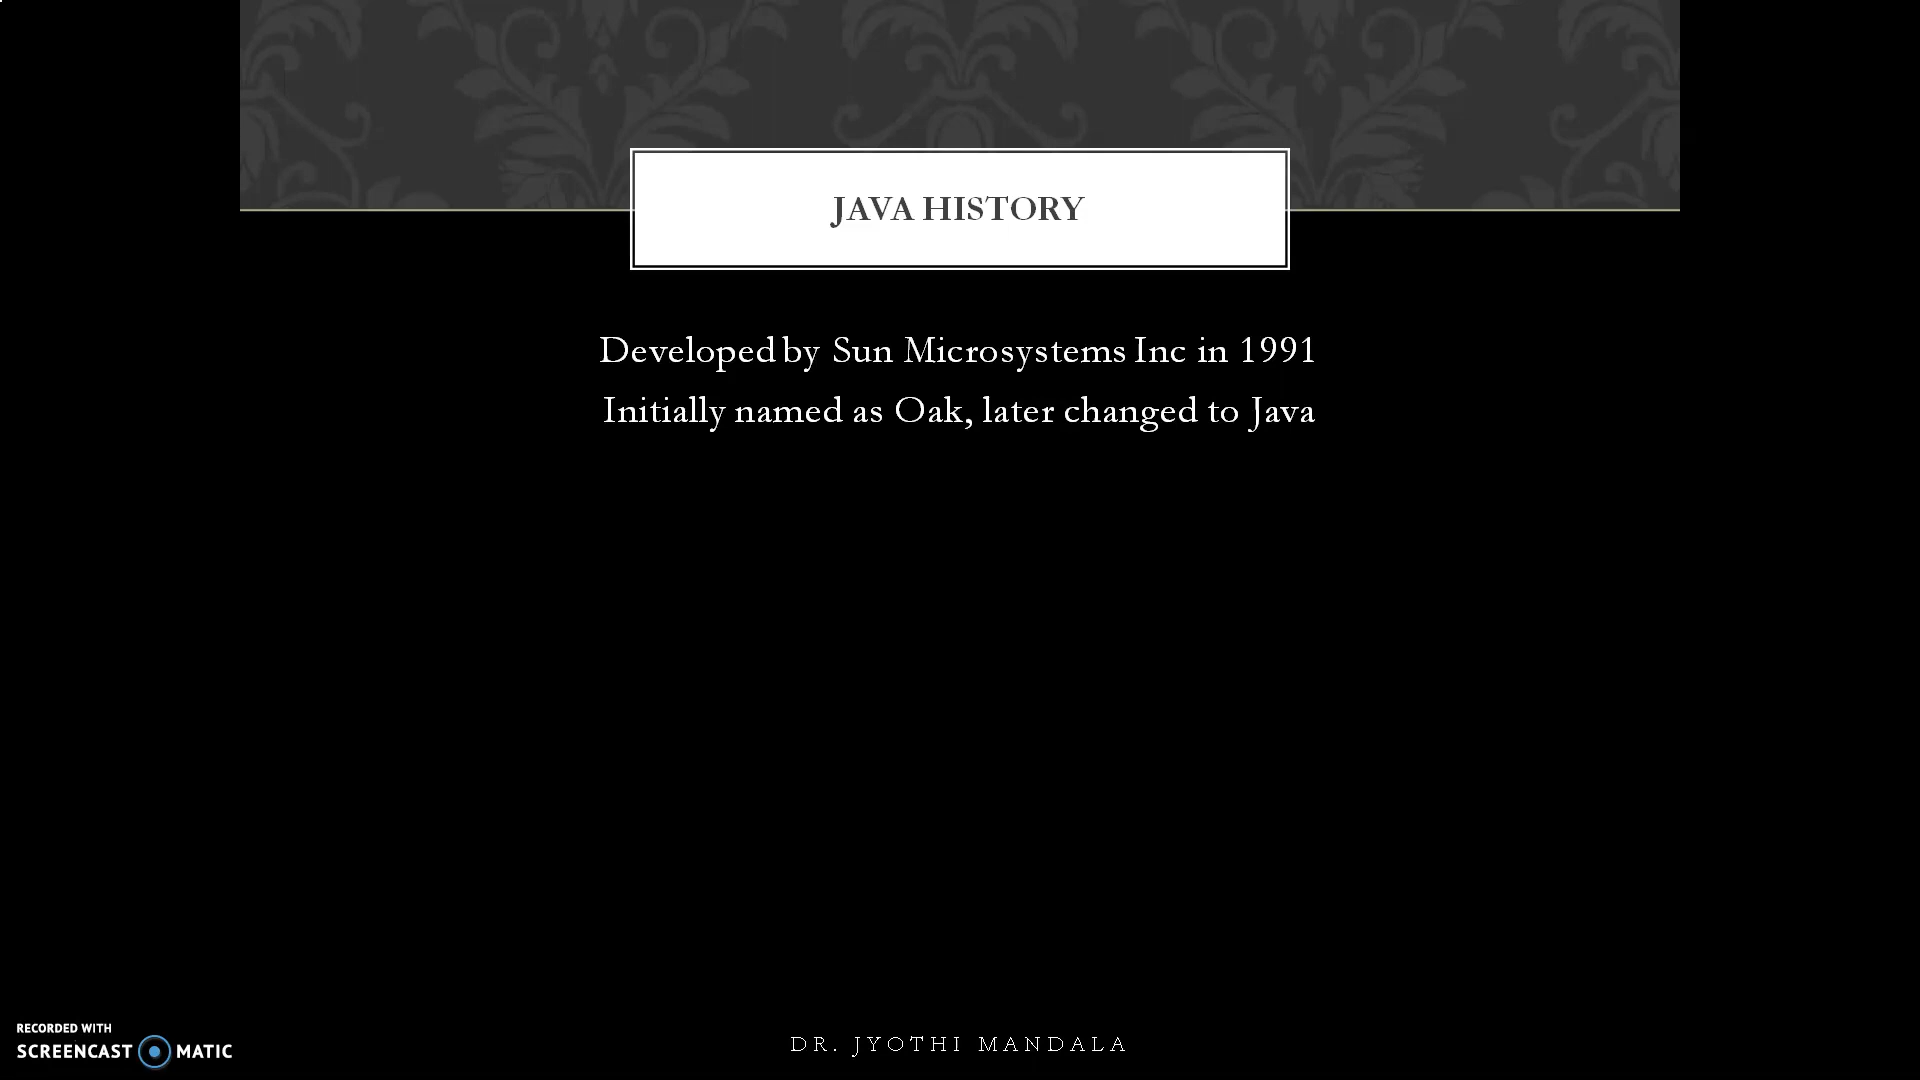 JAVA HISTORY
Developed by Sun Microsystems Inc in 1991
Initially named as Oak, later changed to Java
RECORDED WITH
SCREENCAST MATIC
DR. JYOTHI MANDALA